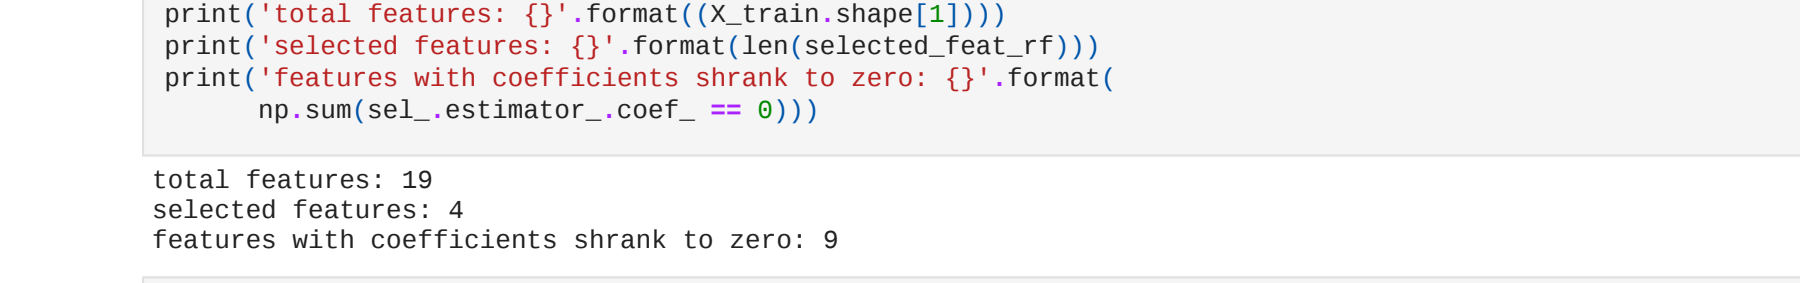 print('total features: {}'.format((X_train.shape[1])))
print('selected features: {}'.format(len(selected_feat_rf)))
print('features with coefficients shrank to zero: {}'.format(
      np.sum(sel_.estimator_.coef_ == 0)))
total features: 19
selected features: 4
features with coefficients shrank to zero: 9